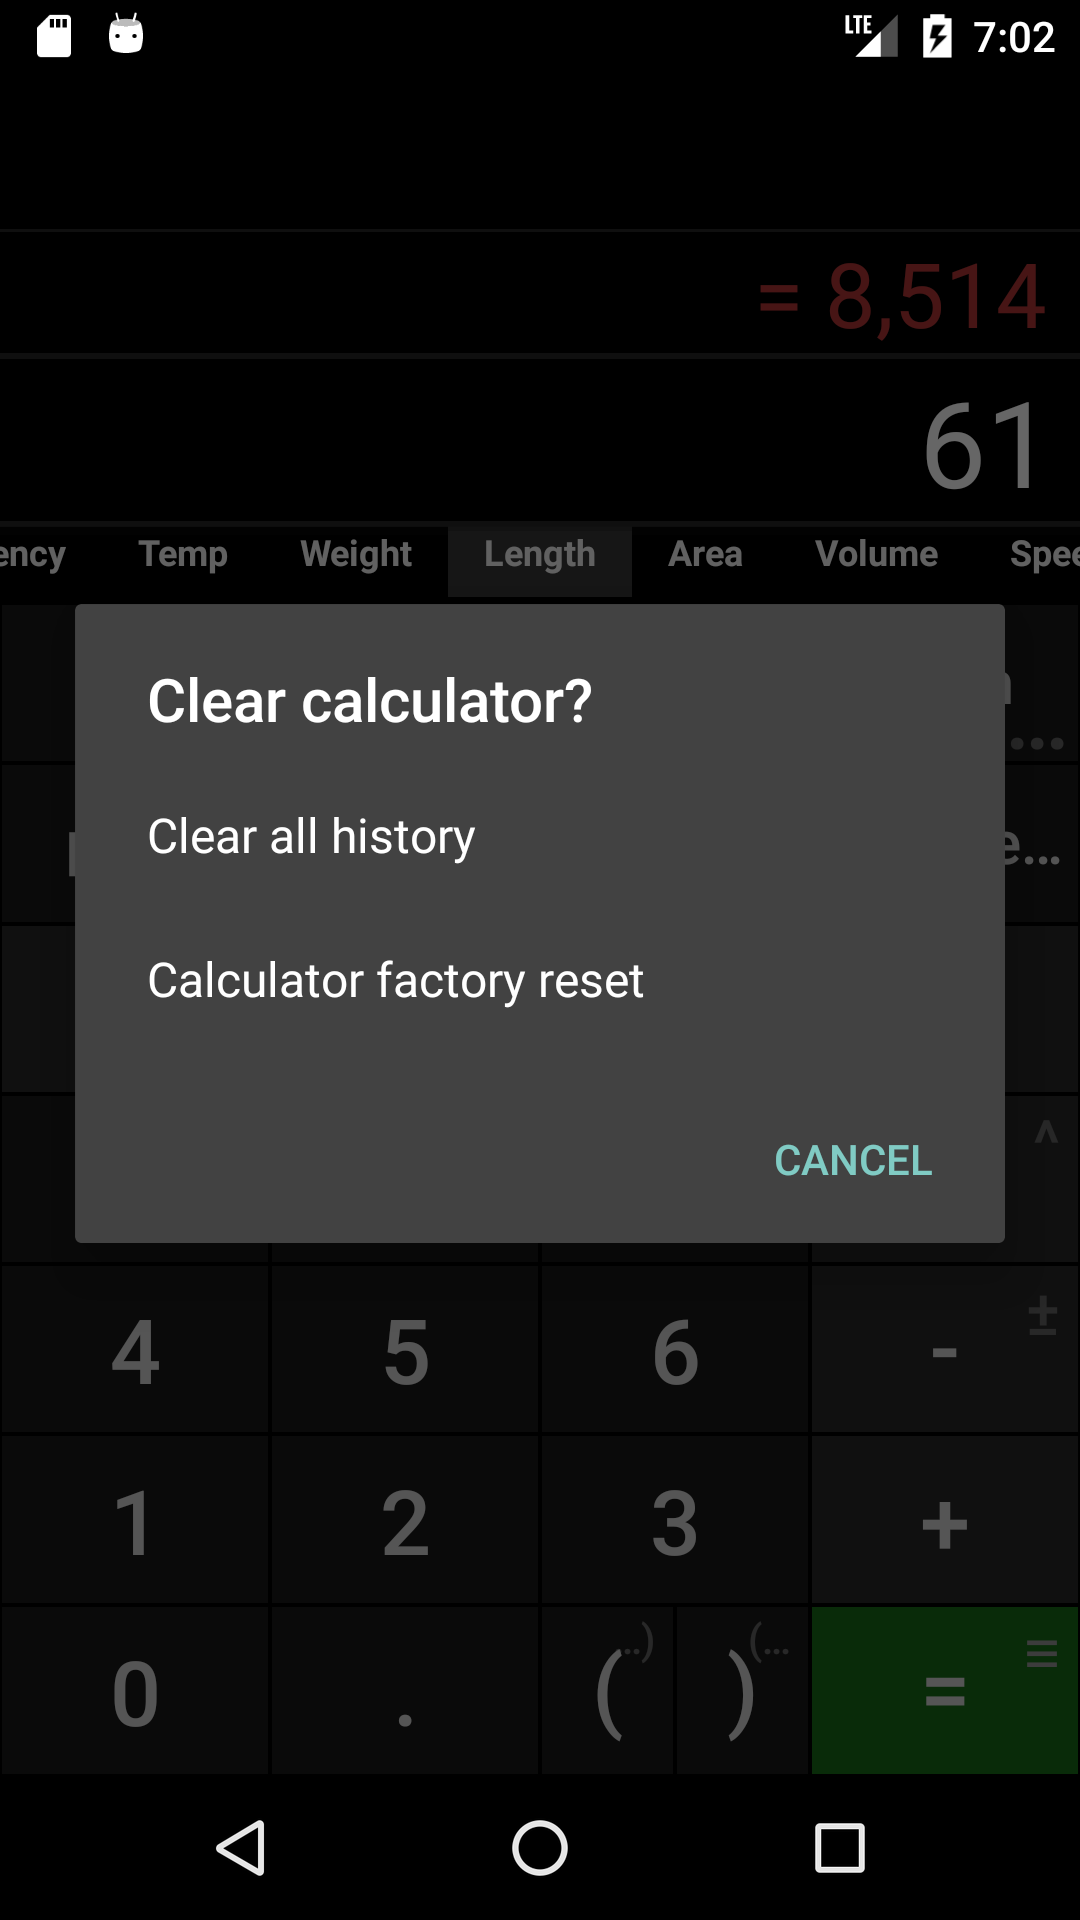 LTE 7:02
= 8,514
61
ency Temp Weight Length Area Volume Spee
Clear calculator?
Clear all history
Calculator factory reset
CANCEL
^
4 5 6 - ±
1 2 3 +
0 . ( ...) ) (... = ≡